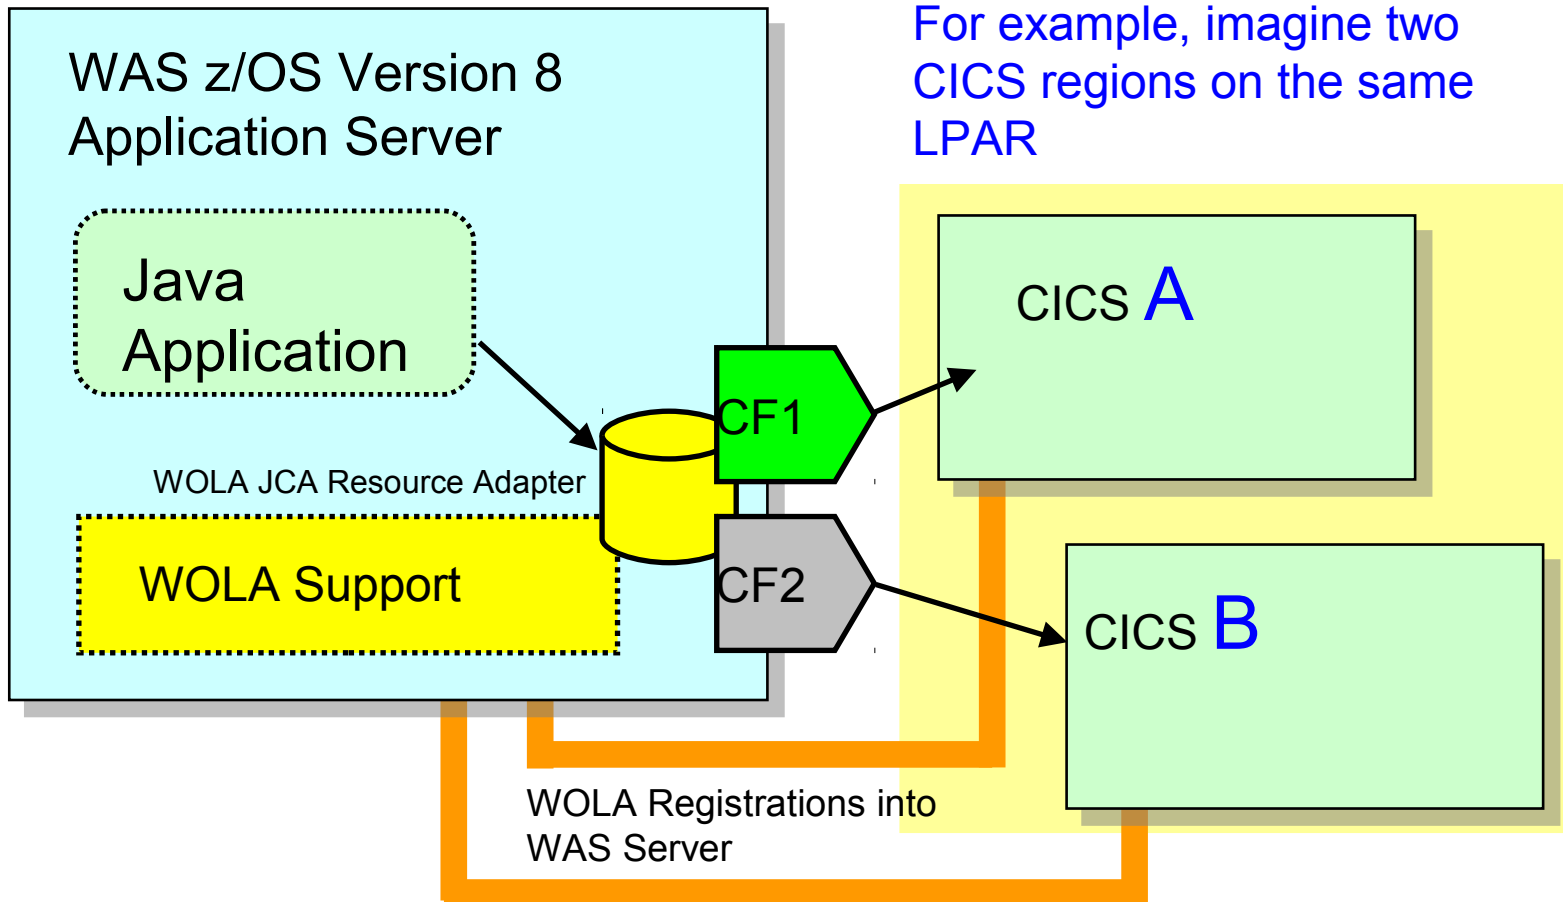 WAS z/OS Version 8
Application Server
For example, imagine two
CICS regions on the same
LPAR
Java
Application
CICS A
CF1
WOLA JCA Resource Adapter
WOLA Support
CF2
CICS B
WOLA Registrations into
WAS Server